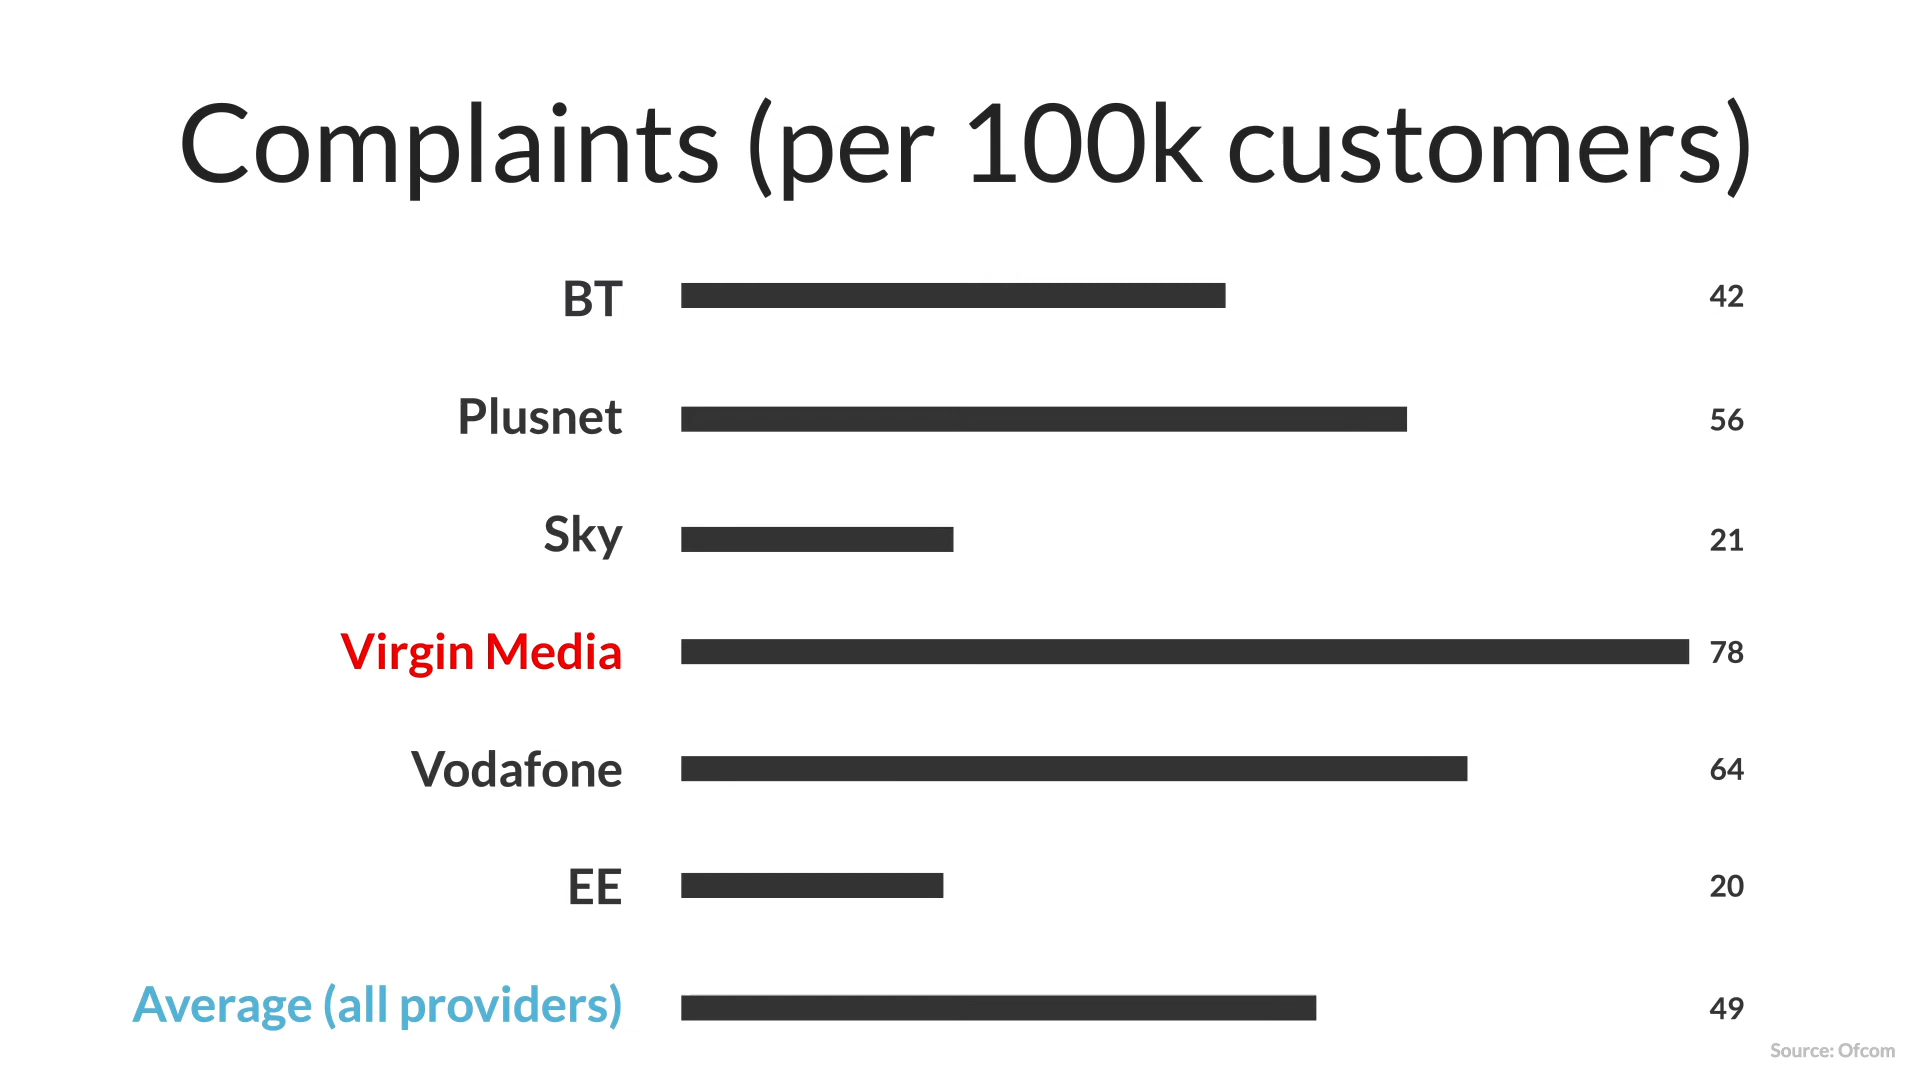 Complaints (per 100k customers)
BT 42
Plusnet 56
Sky 21
Virgin Media 78
Vodafone 64
EE 20
Average (all providers) 49
Source: Ofcom